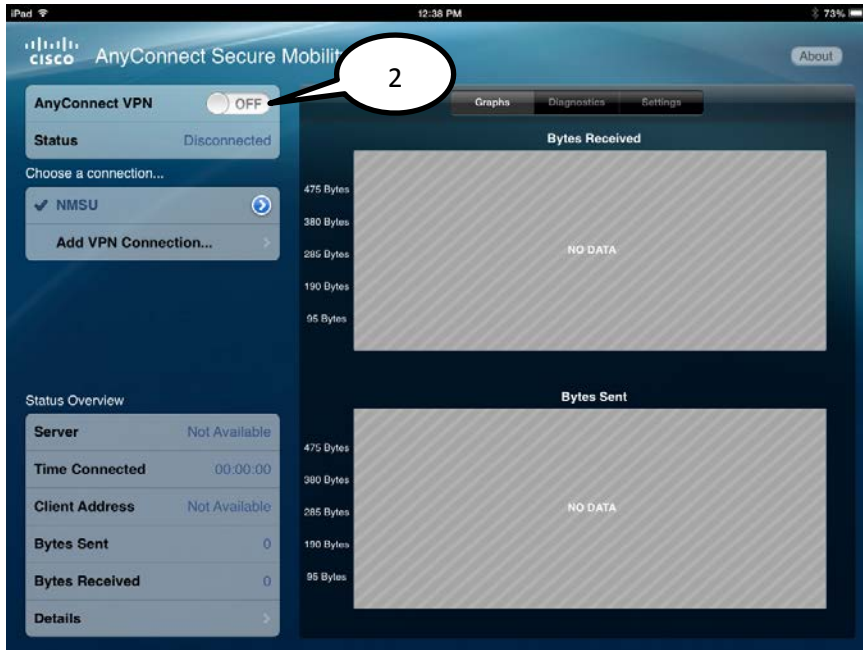 iPad 12:38 PM 73%
CISCO AnyConnect Secure Mobilit
About
2
AnyConnect VPN OFF
Status Disconnected
Choose a connection...
NMSU
Add VPN Connection...
Graphs Diagnostics Settings
Bytes Received
475 Bytes
380 Bytes
285 Bytes
190 Bytes
95 Bytes
NO DATA
Status Overview
Server Not Available
Time Connected 00:00:00
Client Address Not Available
Bytes Sent 0
Bytes Received 0
Details
Bytes Sent
475 Bytes
380 Bytes
285 Bytes
190 Bytes
95 Bytes
NO DATA